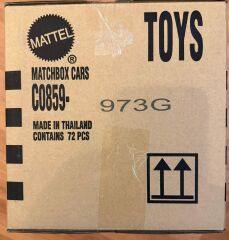 MATTEL
®
TOYS
MATCHBOX CARS
C0859- 973G
MADE IN THAILAND
CONTAINS 72 PCS